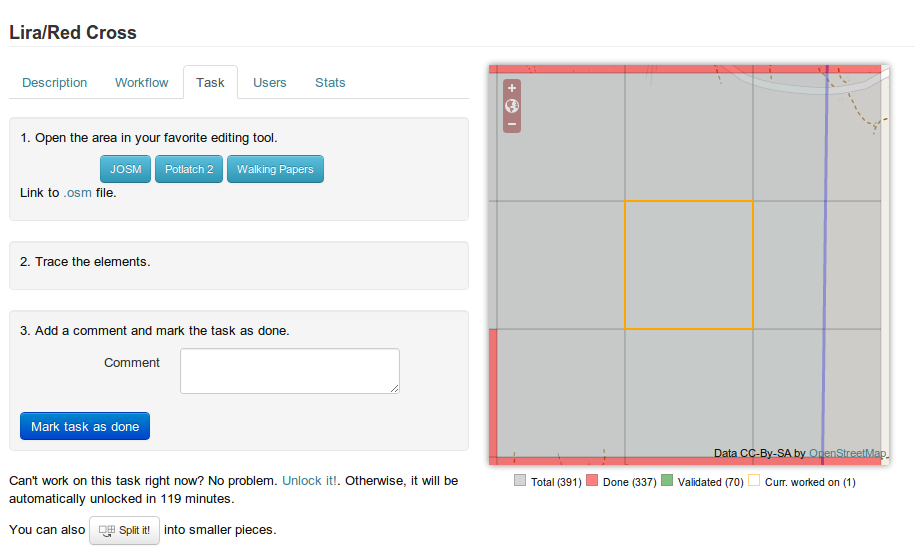 Lira/Red Cross
Description Workflow Task Users Stats
1. Open the area in your favorite editing tool.
JOSM Potlatch 2 Walking Papers
Link to .osm file.
2. Trace the elements.
3. Add a comment and mark the task as done.
Comment
Mark task as done
Can't work on this task right now? No problem. Unlock it!. Otherwise, it will be
automatically unlocked in 119 minutes.
You can also Split it! into smaller pieces.
+
−
Data CC-By-SA by OpenStreetMap
Total (391) Done (337) Validated (70) Curr. worked on (1)